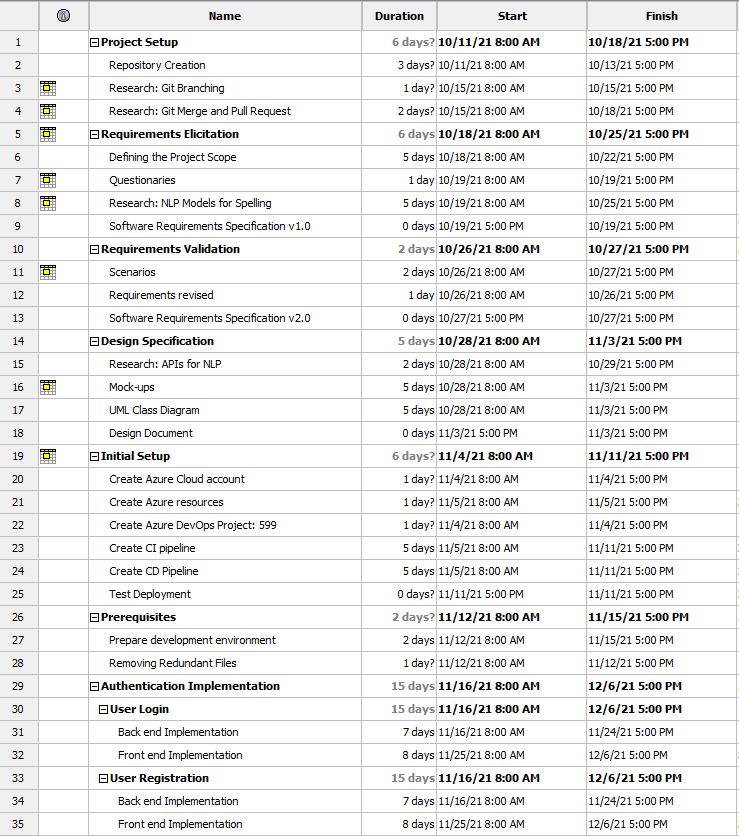 Name Duration Start Finish
1 Project Setup 6 days? 10/11/21 8:00 AM 10/18/21 5:00 PM
2 Repository Creation 3 days? 10/11/21 8:00 AM 10/13/21 5:00 PM
3 Research: Git Branching 1 day? 10/15/21 8:00 AM 10/15/21 5:00 PM
4 Research: Git Merge and Pull Request 2 days? 10/15/21 8:00 AM 10/18/21 5:00 PM
5 Requirements Elicitation 6 days 10/18/21 8:00 AM 10/25/21 5:00 PM
6 Defining the Project Scope 5 days 10/18/21 8:00 AM 10/22/21 5:00 PM
7 Questionaries 1 day 10/19/21 8:00 AM 10/19/21 5:00 PM
8 Research: NLP Models for Spelling 5 days 10/19/21 8:00 AM 10/25/21 5:00 PM
9 Software Requirements Specification v1.0 0 days 10/19/21 5:00 PM 10/19/21 5:00 PM
10 Requirements Validation 2 days 10/26/21 8:00 AM 10/27/21 5:00 PM
11 Scenarios 2 days 10/26/21 8:00 AM 10/27/21 5:00 PM
12 Requirements revised 1 day 10/26/21 8:00 AM 10/26/21 5:00 PM
13 Software Requirements Specification v2.0 0 days 10/27/21 5:00 PM 10/27/21 5:00 PM
14 Design Specification 5 days 10/28/21 8:00 AM 11/3/21 5:00 PM
15 Research: APIs for NLP 2 days 10/28/21 8:00 AM 10/29/21 5:00 PM
16 Mock-ups 5 days 10/28/21 8:00 AM 11/3/21 5:00 PM
17 UML Class Diagram 5 days 10/28/21 8:00 AM 11/3/21 5:00 PM
18 Design Document 0 days 11/3/21 5:00 PM 11/3/21 5:00 PM
19 Initial Setup 6 days? 11/4/21 8:00 AM 11/11/21 5:00 PM
20 Create Azure Cloud account 1 day? 11/4/21 8:00 AM 11/4/21 5:00 PM
21 Create Azure resources 1 day? 11/5/21 8:00 AM 11/5/21 5:00 PM
22 Create Azure DevOps Project: 599 1 day? 11/4/21 8:00 AM 11/4/21 5:00 PM
23 Create CI pipeline 5 days 11/5/21 8:00 AM 11/11/21 5:00 PM
24 Create CD Pipeline 5 days 11/5/21 8:00 AM 11/11/21 5:00 PM
25 Test Deployment 0 days? 11/11/21 5:00 PM 11/11/21 5:00 PM
26 Prerequisites 2 days? 11/12/21 8:00 AM 11/15/21 5:00 PM
27 Prepare development environment 2 days 11/12/21 8:00 AM 11/15/21 5:00 PM
28 Removing Redundant Files 1 day? 11/12/21 8:00 AM 11/12/21 5:00 PM
29 Authentication Implementation 15 days 11/16/21 8:00 AM 12/6/21 5:00 PM
30 User Login 15 days 11/16/21 8:00 AM 12/6/21 5:00 PM
31 Back end Implementation 7 days 11/16/21 8:00 AM 11/24/21 5:00 PM
32 Front end Implementation 8 days 11/25/21 8:00 AM 12/6/21 5:00 PM
33 User Registration 15 days 11/16/21 8:00 AM 12/6/21 5:00 PM
34 Back end Implementation 7 days 11/16/21 8:00 AM 11/24/21 5:00 PM
35 Front end Implementation 8 days 11/25/21 8:00 AM 12/6/21 5:00 PM